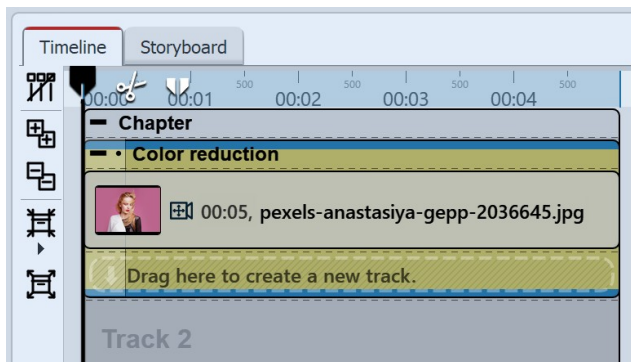 Timeline Storyboard
500 500 500 500 500
00:00 00:01 00:02 00:03 00:04
Chapter
Color reduction
00:05, pexels-anastasiya-gepp-2036645.jpg
Drag here to create a new track.
Track 2